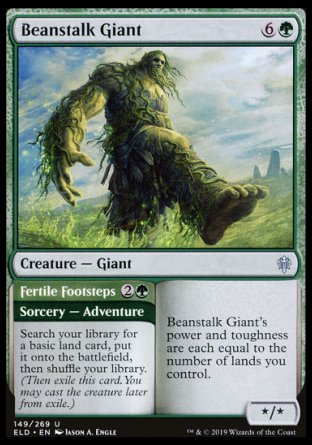 Beanstalk Giant 6
Creature — Giant
Fertile Footsteps 2
Sorcery — Adventure
Search your library for
a basic land card, put
it onto the battlefield,
then shuffle your library.
(Then exile this card. You
may cast the creature
later from exile.)
Beanstalk Giant's
power and toughness
are each equal to the
number of lands you
control.
*/*
149/269 U
ELD • EN Jason A. Engle
™ & © 2019 Wizards of the Coast